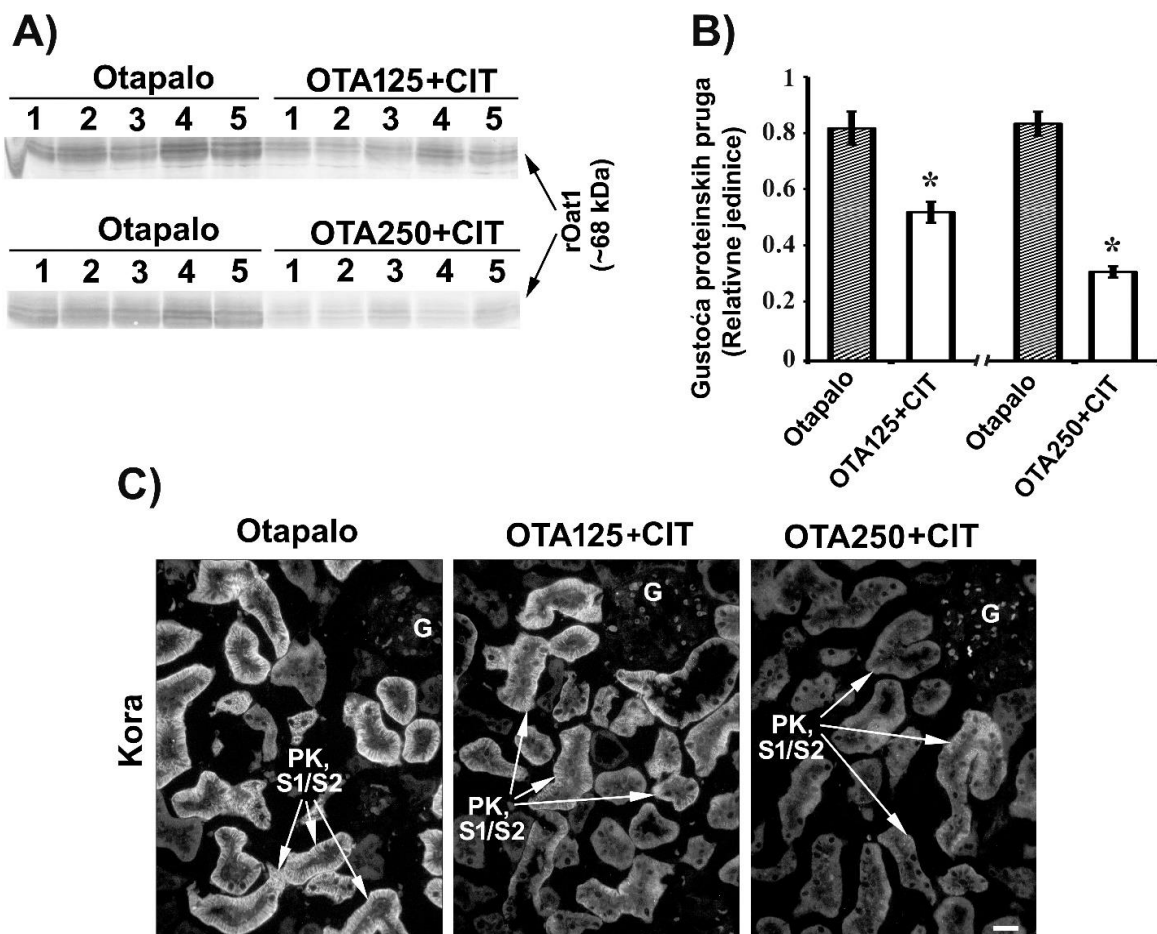 A)
Otapalo OTA125+CIT
1 2 3 4 5 1 2 3 4 5
Otapalo OTA250+CIT
1 2 3 4 5 1 2 3 4 5
rOat1
(~68 kDa)
B)
Gustoća proteinskih pruga
(Relativne jedinice)
1
0.8
0.6
0.4
0.2
0
*
*
Otapalo
OTA125+CIT
Otapalo
OTA250+CIT
C)
Otapalo OTA125+CIT OTA250+CIT
Kora
G
PK,
S1/S2
G
PK,
S1/S2
G
PK,
S1/S2